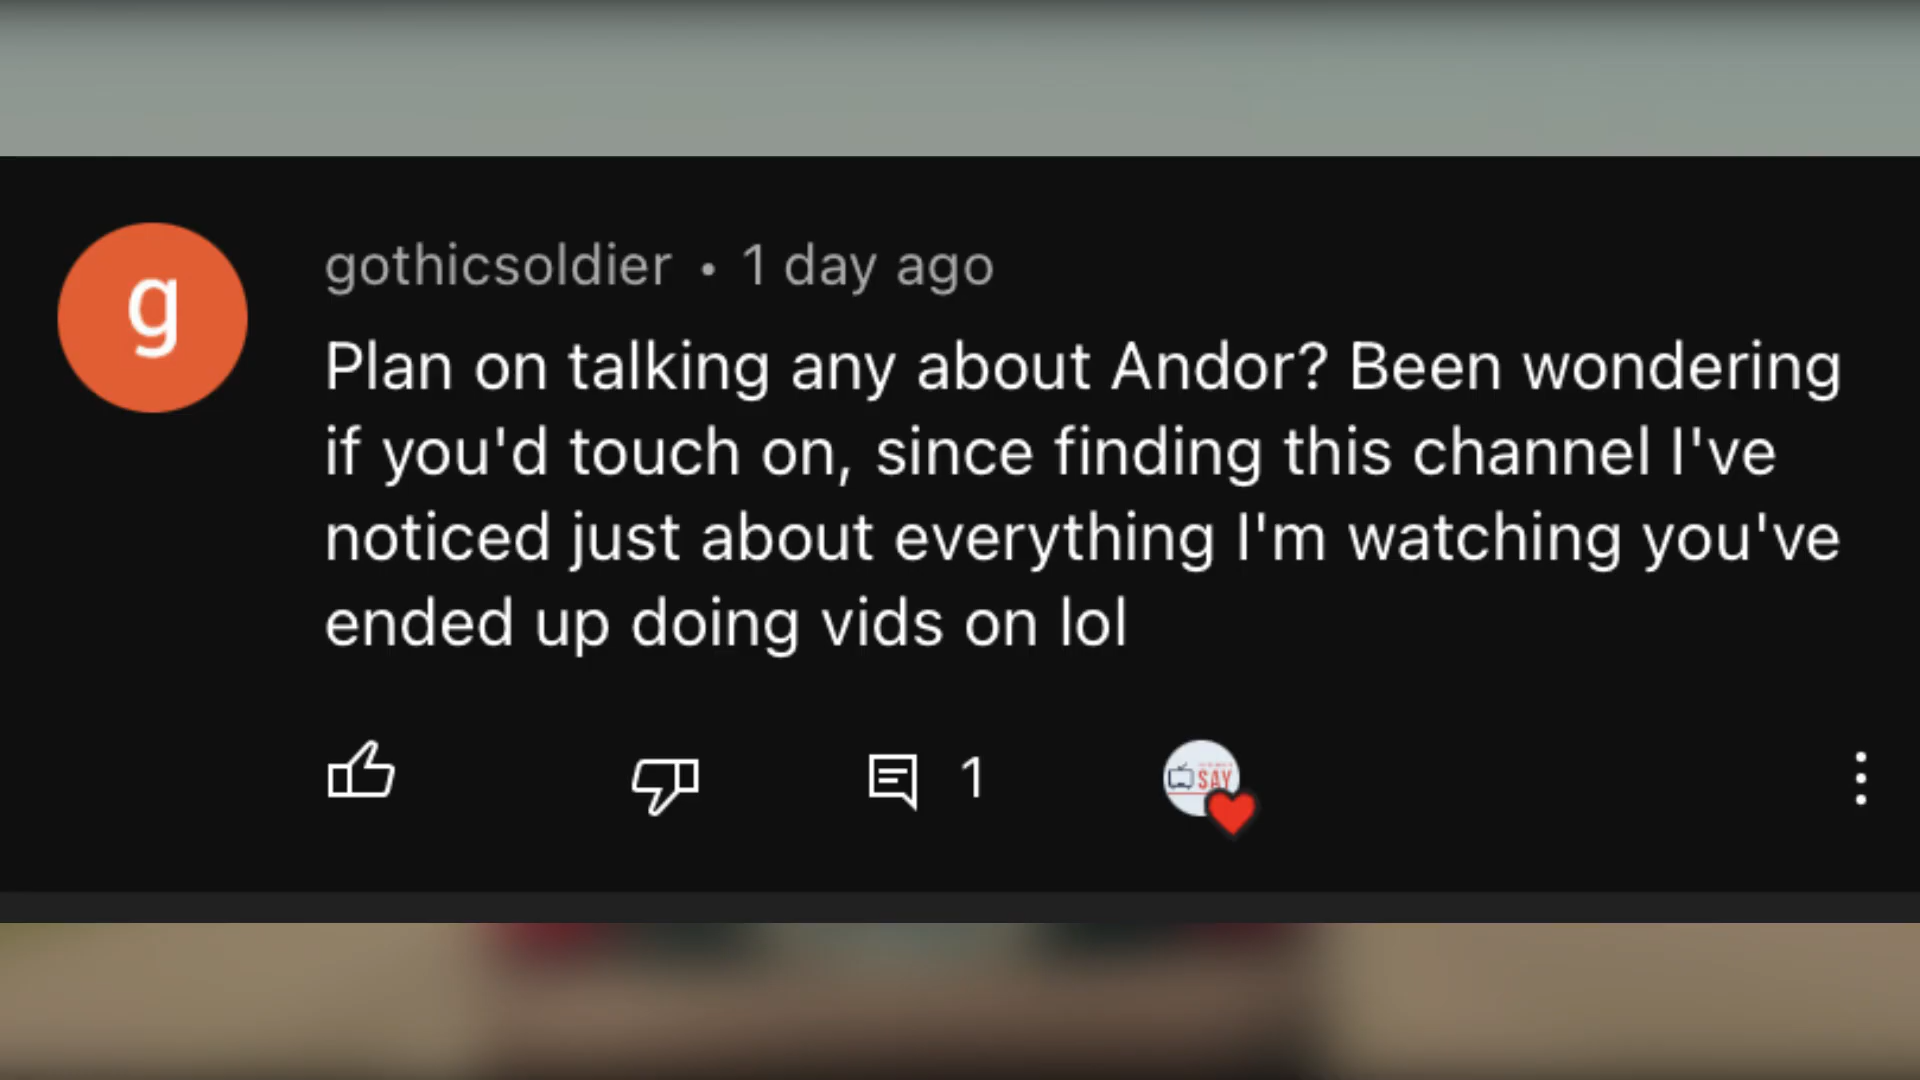 g
gothicsoldier • 1 day ago
Plan on talking any about Andor? Been wondering
if you'd touch on, since finding this channel I've
noticed just about everything I'm watching you've
ended up doing vids on lol
1
SAY